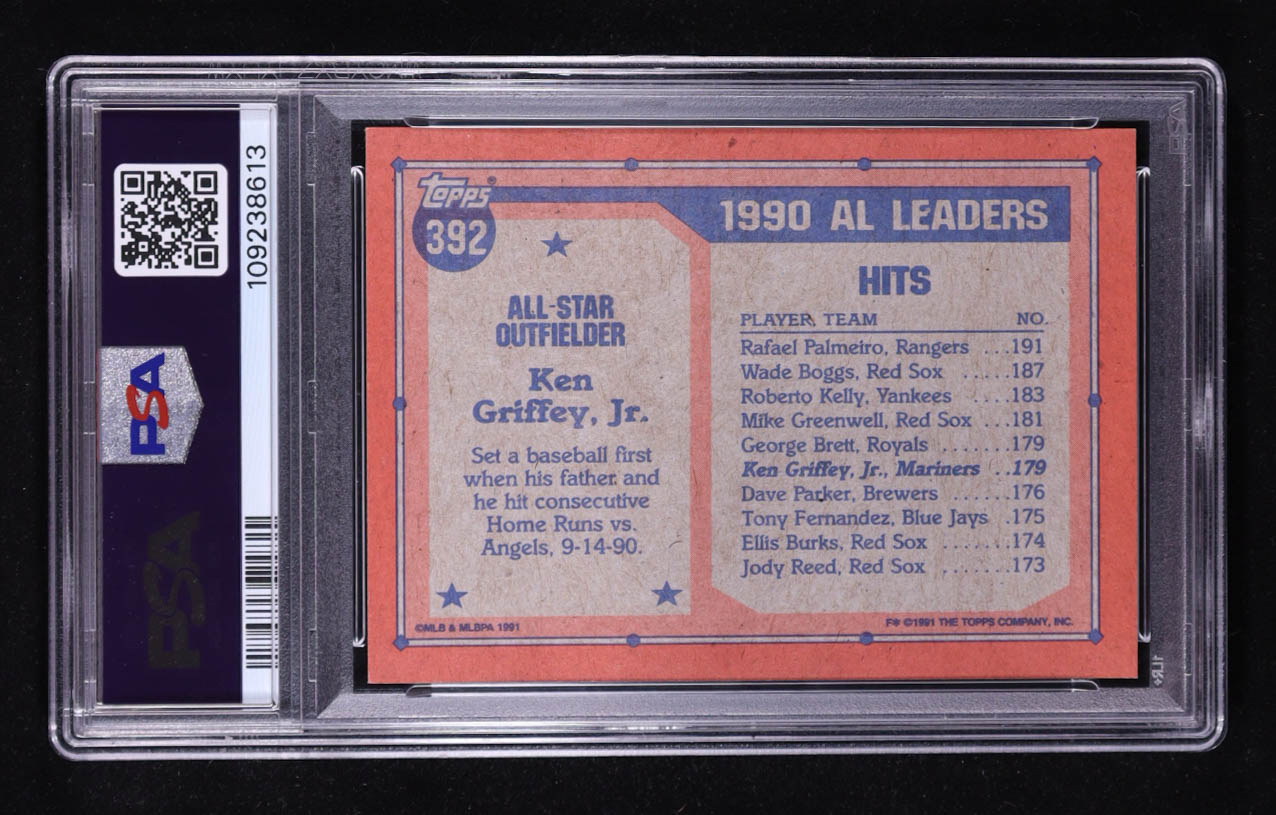 109238613
PSA
PSA
Topps®
392
ALL-STAR
OUTFIELDER
Ken
Griffey, Jr.
Set a baseball first
when his father and
he hit consecutive
Home Runs vs.
Angels, 9-14-90.
©MLB & MLBPA 1991
1990 AL LEADERS
HITS
PLAYER, TEAM NO.
Rafael Palmeiro, Rangers ...191
Wade Boggs, Red Sox ......187
Roberto Kelly, Yankees ....183
Mike Greenwell, Red Sox ...181
George Brett, Royals .......179
Ken Griffey, Jr., Mariners ..179
Dave Parker, Brewers ......176
Tony Fernandez, Blue Jays .175
Ellis Burks, Red Sox .......174
Jody Reed, Red Sox ........173
F* ©1991 THE TOPPS COMPANY, INC.